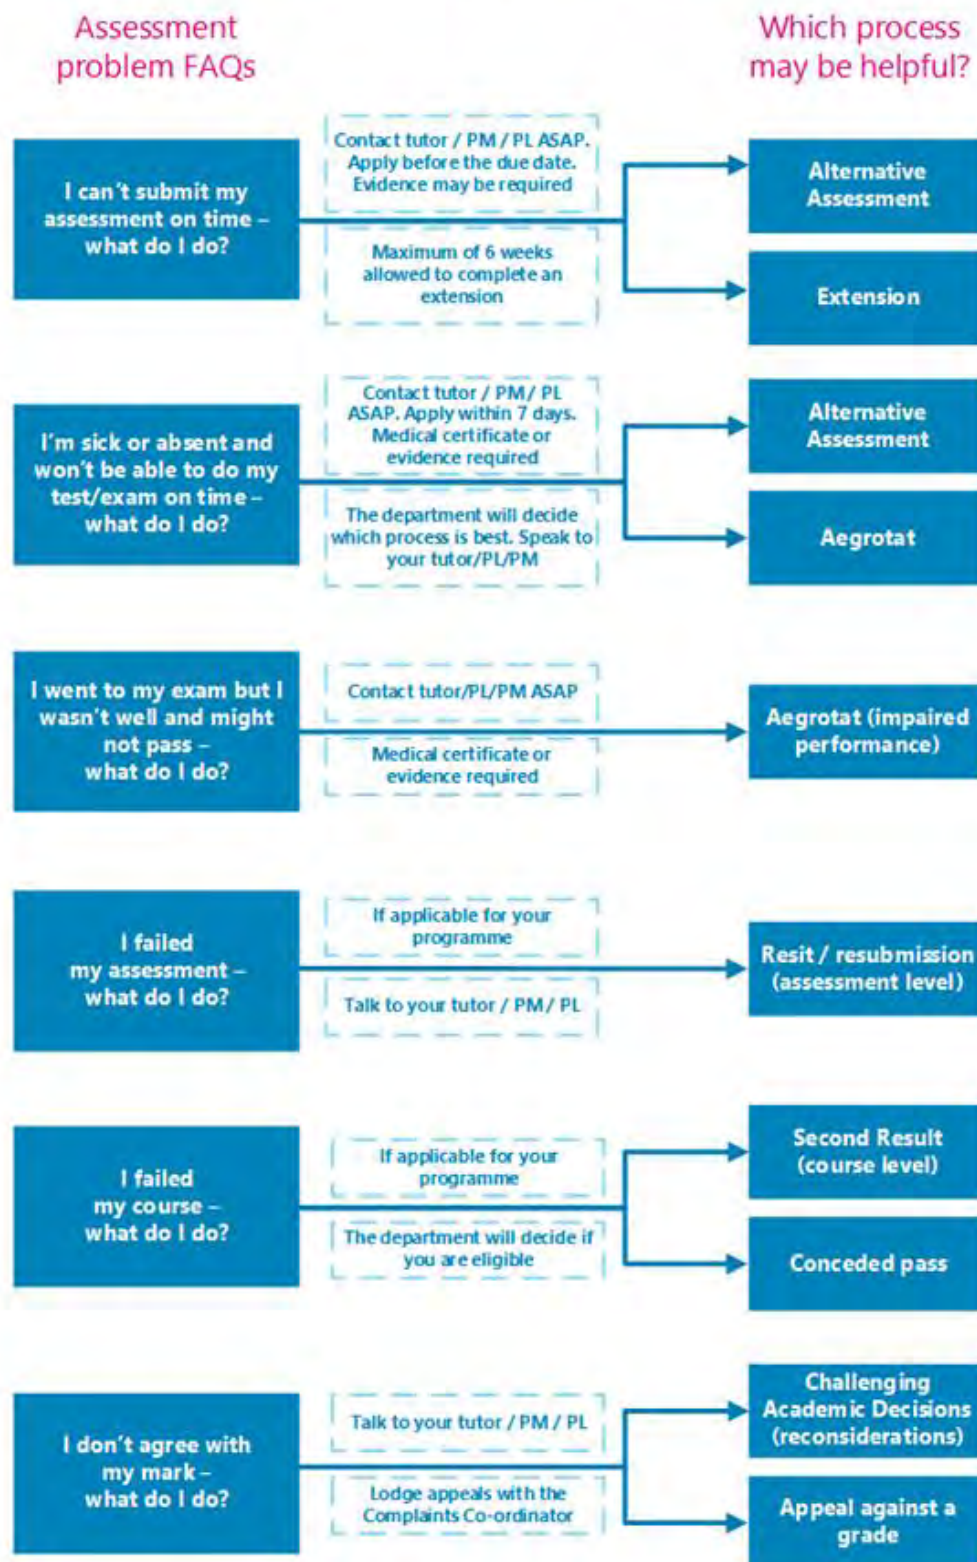 Assessment
problem FAQs
Which process
may be helpful?
I can't submit my
assessment on time –
what do I do?
Contact tutor / PM / PL ASAP.
Apply before the due date.
Evidence may be required
Maximum of 6 weeks
allowed to complete an
extension
Alternative
Assessment
Extension
I'm sick or absent and
won't be able to do my
test/exam on time –
what do I do?
Contact tutor / PM / PL
ASAP. Apply within 7 days.
Medical certificate or
evidence required
The department will decide
which process is best. Speak to
your tutor/PL/PM
Alternative
Assessment
Aegrotat
I went to my exam but I
wasn't well and might
not pass –
what do I do?
Contact tutor/PL/PM ASAP
Medical certificate or
evidence required
Aegrotat (impaired
performance)
I failed
my assessment –
what do I do?
If applicable for your
programme
Talk to your tutor / PM / PL
Resit / resubmission
(assessment level)
I failed
my course –
what do I do?
If applicable for your
programme
The department will decide if
you are eligible
Second Result
(course level)
Conceded pass
I don't agree with
my mark –
what do I do?
Talk to your tutor / PM / PL
Lodge appeals with the
Complaints Co-ordinator
Challenging
Academic Decisions
(reconsiderations)
Appeal against a
grade